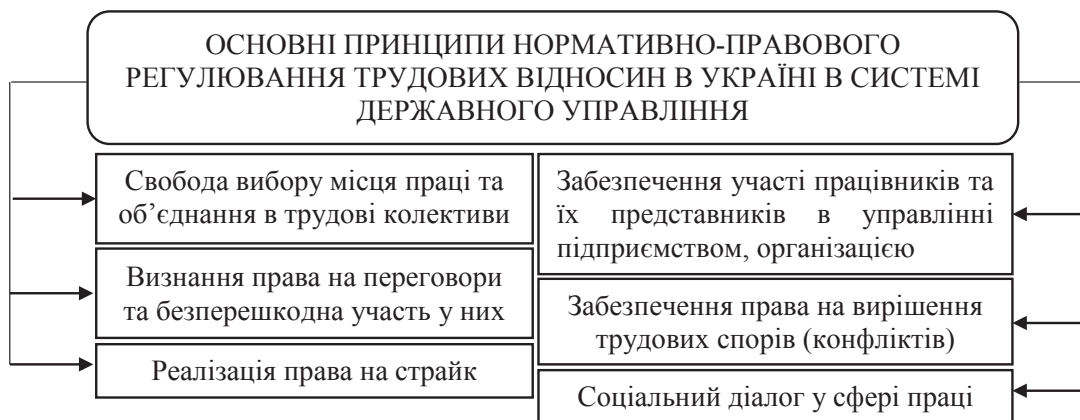 ОСНОВНІ ПРИНЦИПИ НОРМАТИВНО-ПРАВОВОГО
РЕГУЛЮВАННЯ ТРУДОВИХ ВІДНОСИН В УКРАЇНІ В СИСТЕМІ
ДЕРЖАВНОГО УПРАВЛІННЯ
Свобода вибору місця праці та
об’єднання в трудові колективи
Визнання права на переговори
та безперешкодна участь у них
Реалізація права на страйк
Забезпечення участі працівників та
їх представників в управлінні
підприємством, організацією
Забезпечення права на вирішення
трудових спорів (конфліктів)
Соціальний діалог у сфері праці